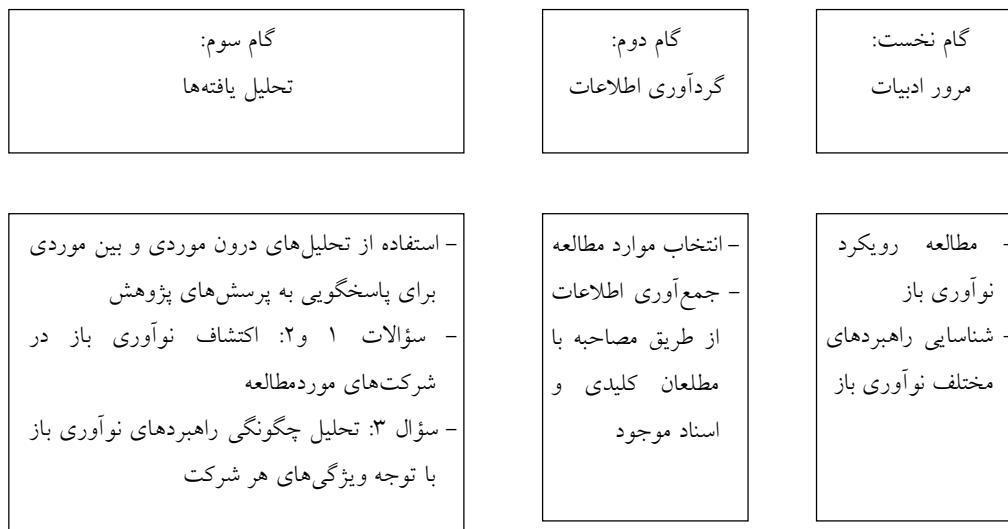 گام نخست:
مرور ادبیات
گام دوم:
گردآوری اطلاعات
گام سوم:
تحلیل یافته‌ها
- مطالعه رویکرد
نوآوری باز
- شناسایی راهبردهای
مختلف نوآوری باز
- انتخاب موارد مطالعه
- جمع‌آوری اطلاعات
از طریق مصاحبه با
مطلعان کلیدی و
اسناد موجود
- استفاده از تحلیل‌های درون موردی و بین موردی
برای پاسخگویی به پرسش‌های پژوهش
- سؤالات ۱ و۲: اکتشاف نوآوری باز در
شرکت‌های موردمطالعه
- سؤال ۳: تحلیل چگونگی راهبردهای نوآوری باز
با توجه ویژگی‌های هر شرکت